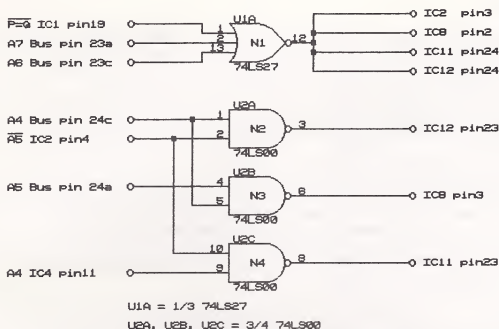 P=Q IC1 pin19
A7 Bus pin 23a
A6 Bus pin 23c
1
2
13
U1A
N1
74LS27
12
IC2 pin3
IC8 pin2
IC11 pin24
IC12 pin24
A4 Bus pin 24c
A5 IC2 pin4
1
2
U2A
N2
74LS00
3
IC12 pin23
A5 Bus pin 24a
4
5
U2B
N3
74LS00
6
IC8 pin3
A4 IC4 pin11
10
9
U2C
N4
74LS00
8
IC11 pin23
U1A = 1/3 74LS27
U2A, U2B, U2C = 3/4 74LS00